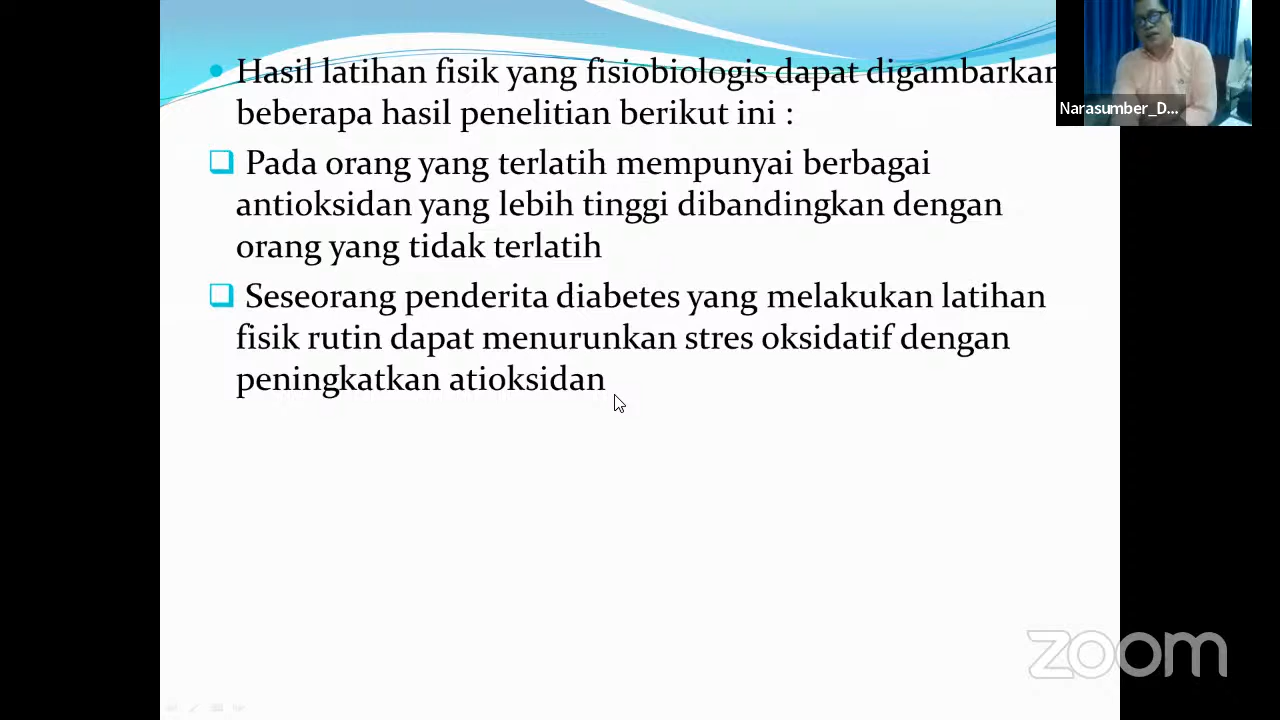 Hasil latihan fisik yang fisiobiologis dapat digambarkan
beberapa hasil penelitian berikut ini :
Pada orang yang terlatih mempunyai berbagai
antioksidan yang lebih tinggi dibandingkan dengan
orang yang tidak terlatih
Seseorang penderita diabetes yang melakukan latihan
fisik rutin dapat menurunkan stres oksidatif dengan
peningkatkan atioksidan
Narasumber_D...
zoom